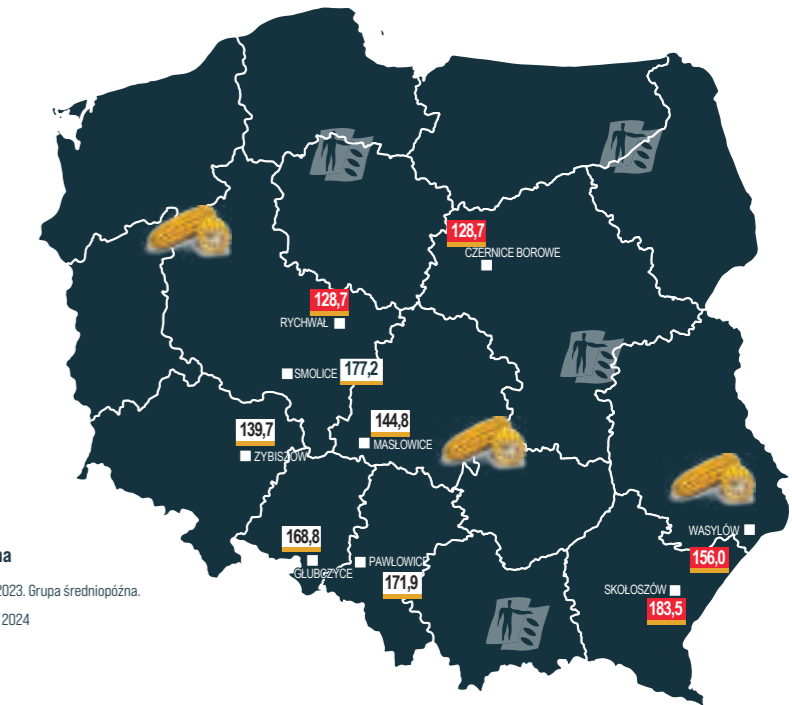 128,7
CZERNICE BOROWE
128,7
RYCHWAŁ
SMOLICE 177,2
144,8
MASŁOWICE
139,7
ZYBISZÓW
168,8
GŁUBCZYCE
PAWŁOWICE
171,9
WASYLÓW
156,0
SKOŁOSZÓW
183,5
na
2023. Grupa średniopóźna.
2024